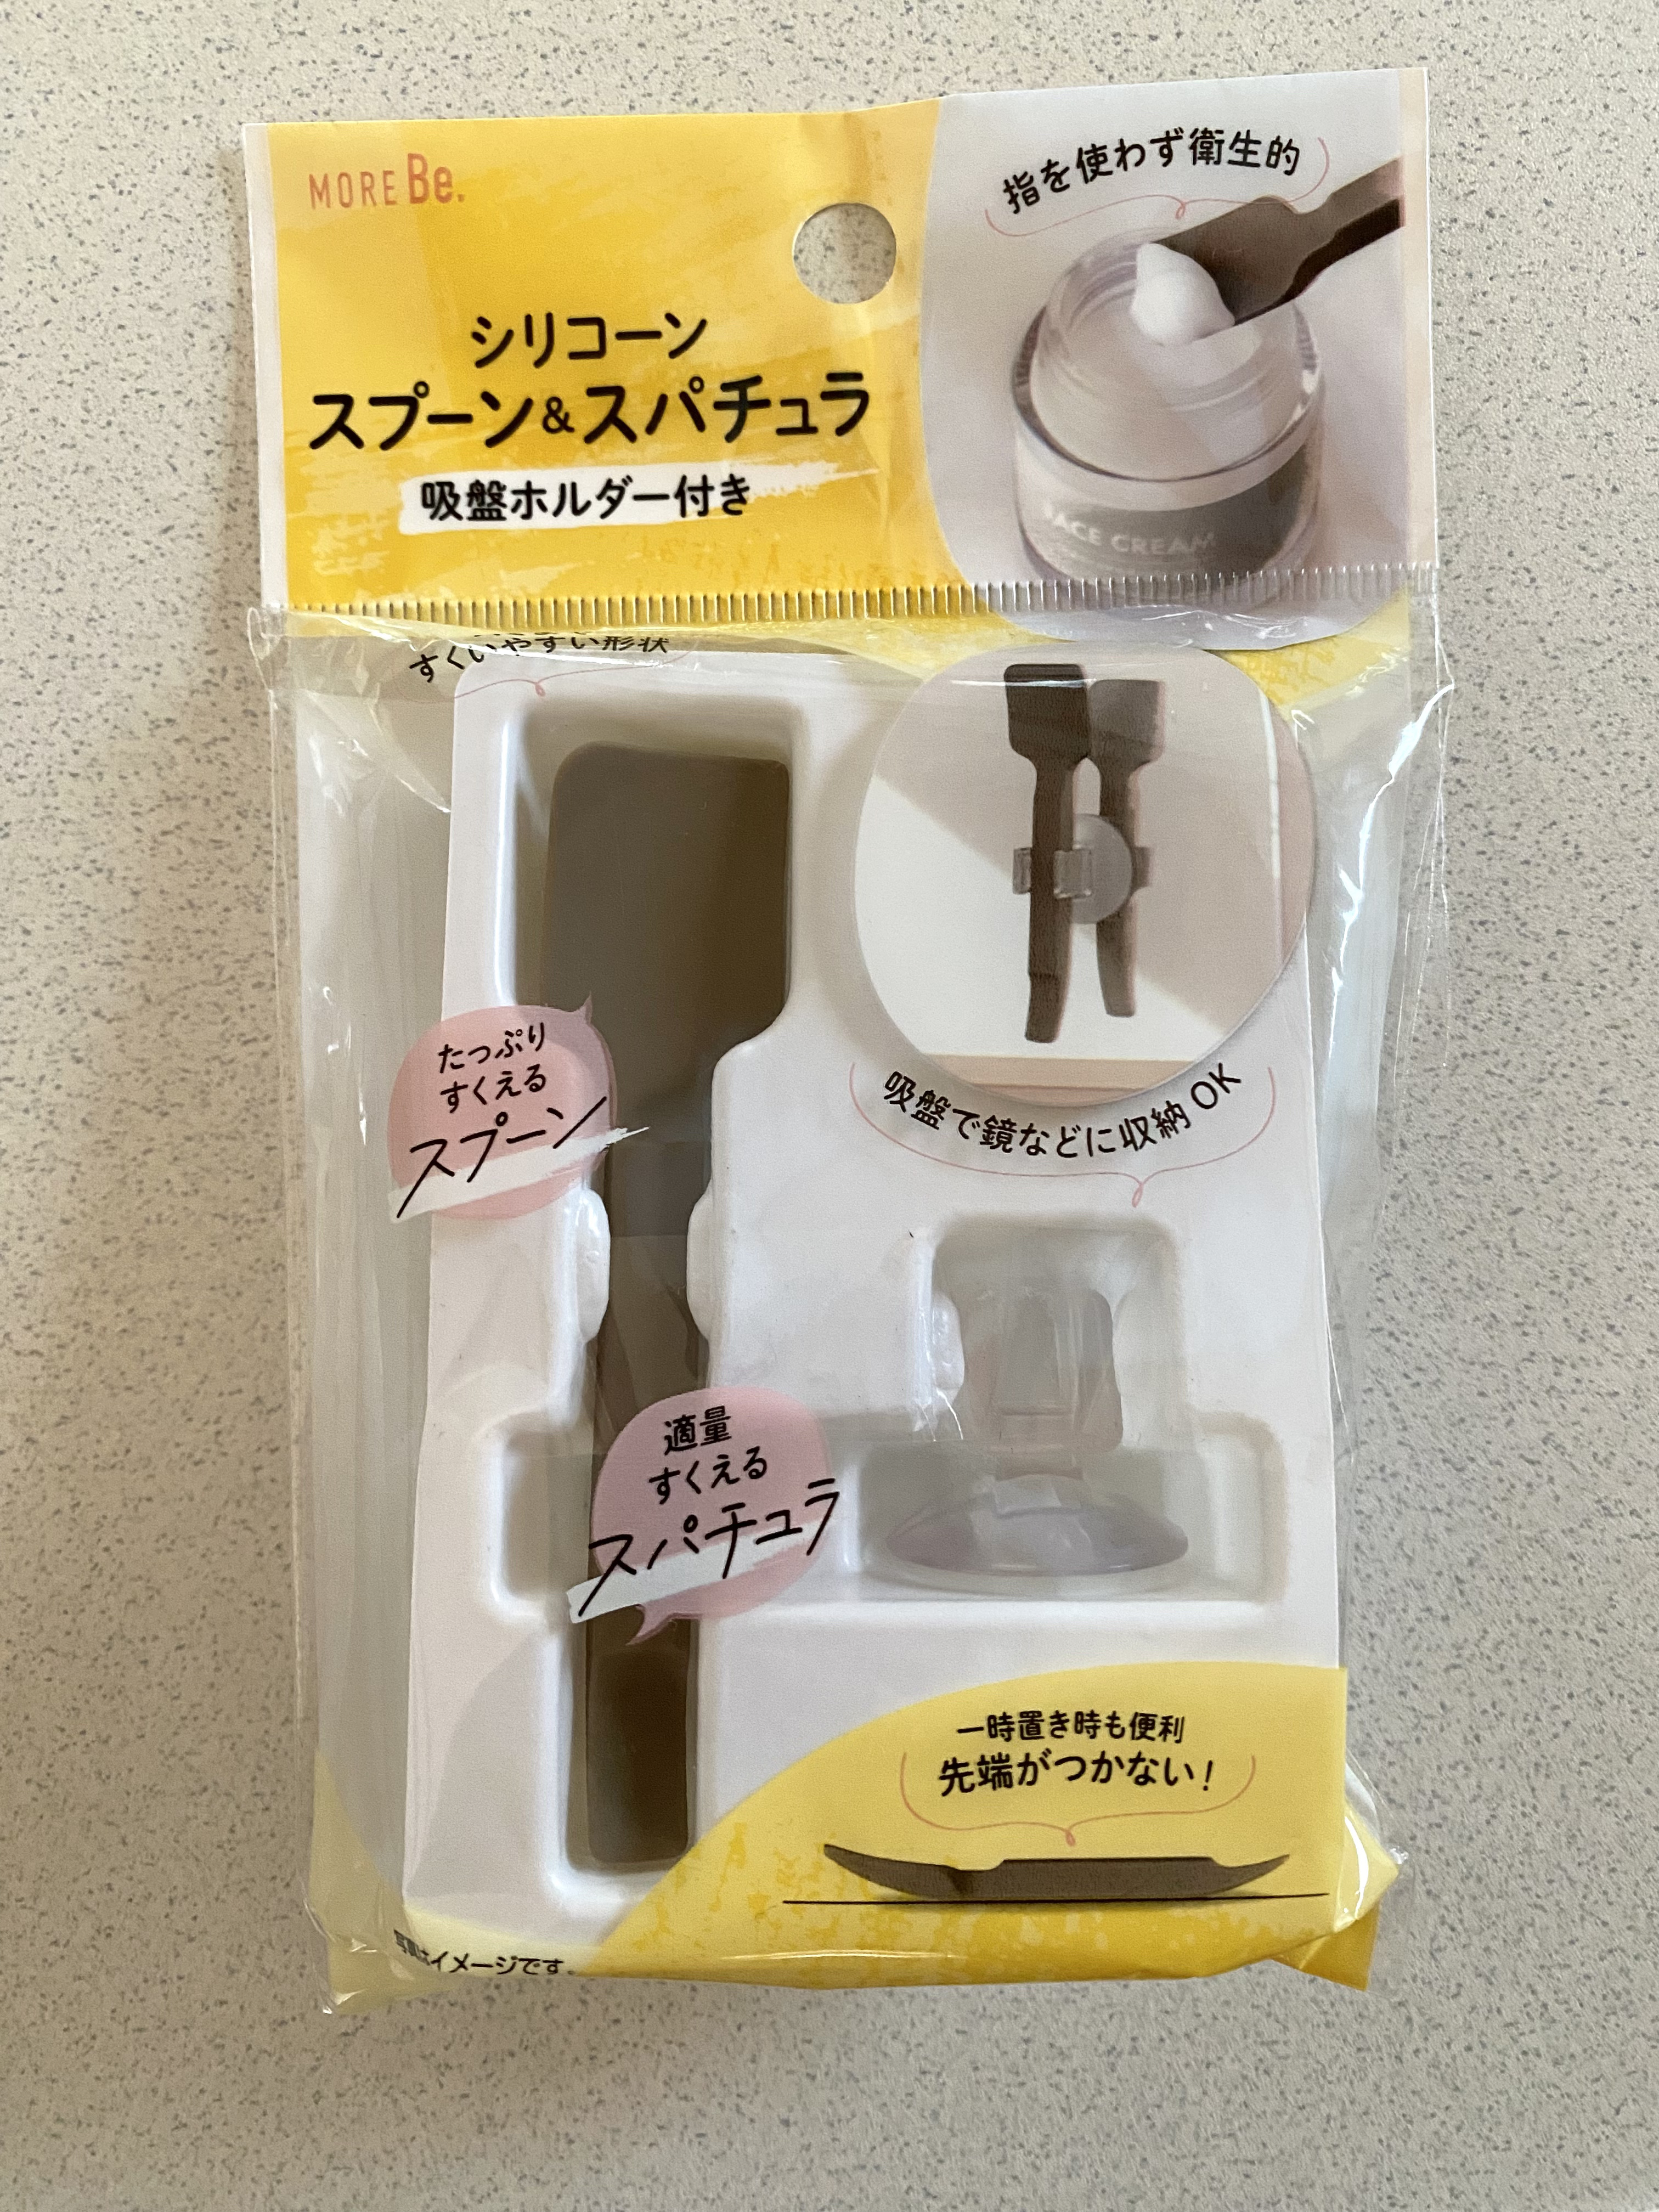 MORE Be.
指を使わず衛生的
シリコーン
スプーン&スパチュラ
吸盤ホルダー付き
FACE CREAM
すくいやすい形状
たっぷり
すくえる
スプーン
吸盤で鏡などに収納OK
適量
すくえる
スパチュラ
一時置き時も便利
先端がつかない!
写真はイメージです。